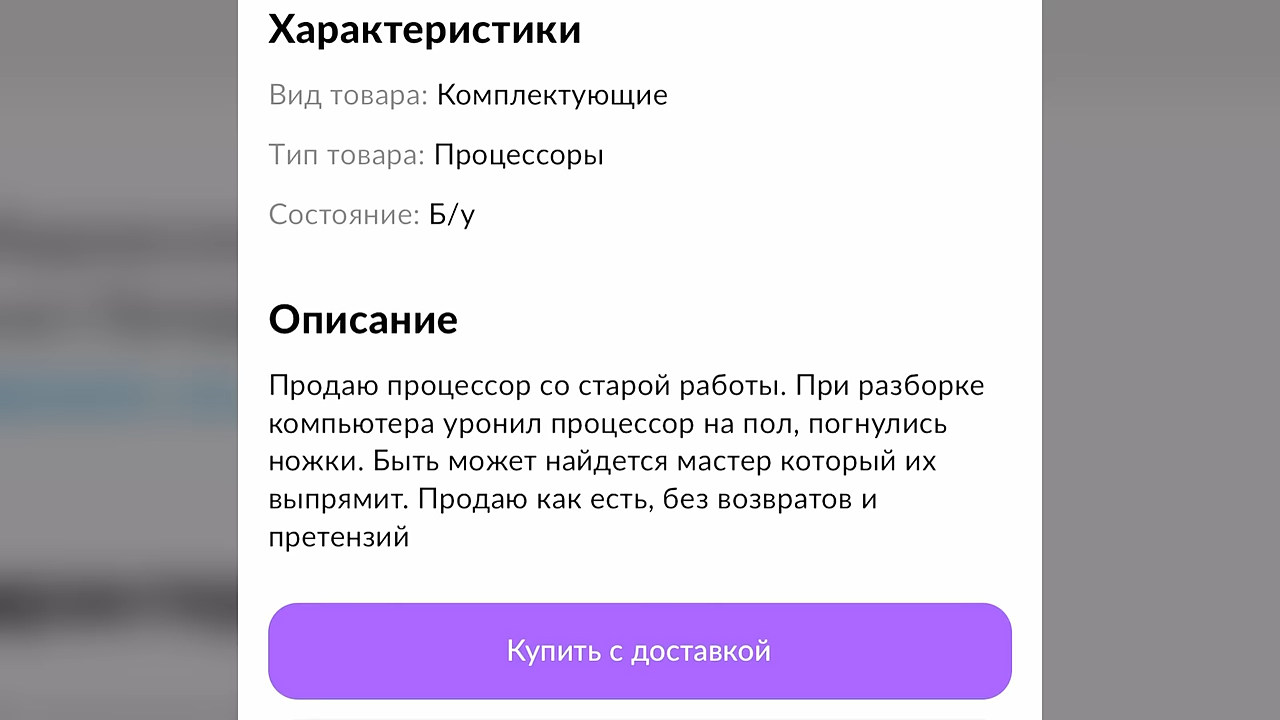 Характеристики
Вид товара: Комплектующие
Тип товара: Процессоры
Состояние: Б/у
Описание
Продаю процессор со старой работы. При разборке
компьютера уронил процессор на пол, погнулись
ножки. Быть может найдется мастер который их
выпрямит. Продаю как есть, без возвратов и
претензий
Купить с доставкой